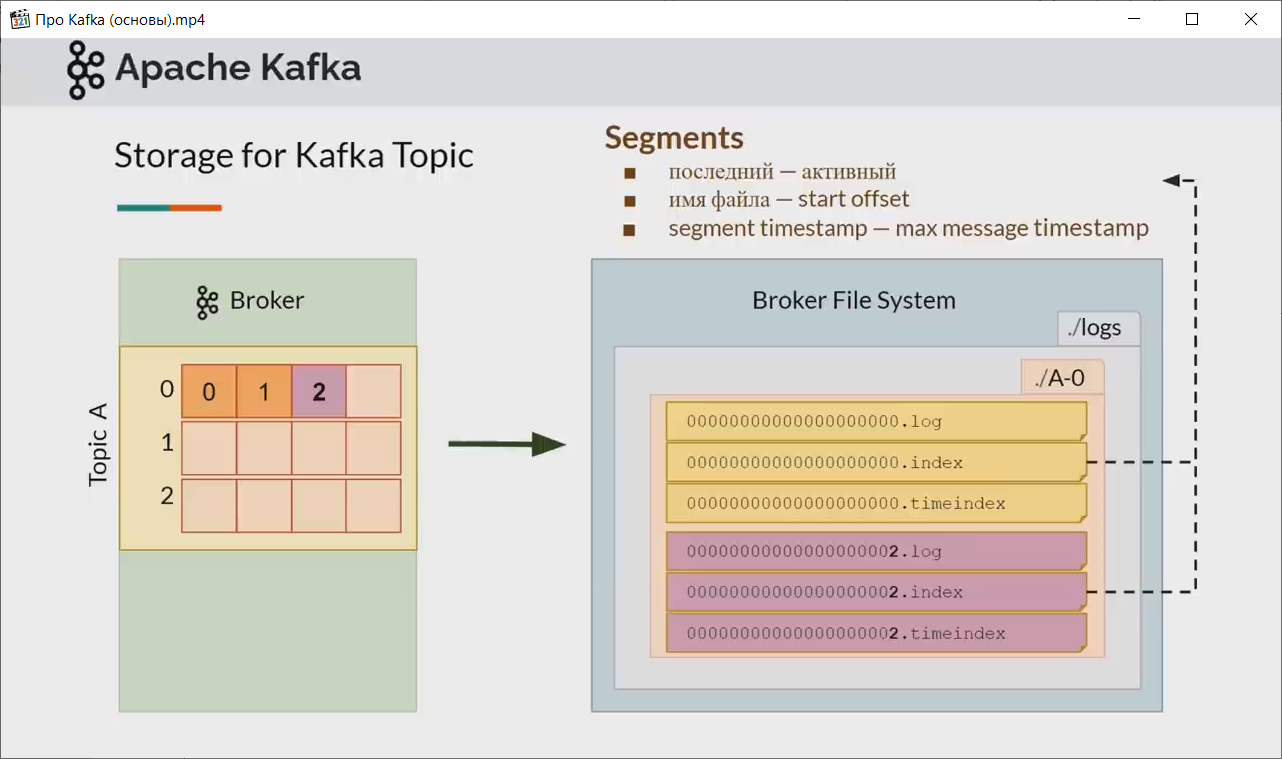 Про Kafka (основы).mp4
Apache Kafka
Storage for Kafka Topic
Segments
последний — активный
имя файла — start offset
segment timestamp — max message timestamp
Broker
Topic A
0 0 1 2
1
2
Broker File System
./logs
./A-0
00000000000000000000.log
00000000000000000000.index
00000000000000000000.timeindex
00000000000000000002.log
00000000000000000002.index
00000000000000000002.timeindex